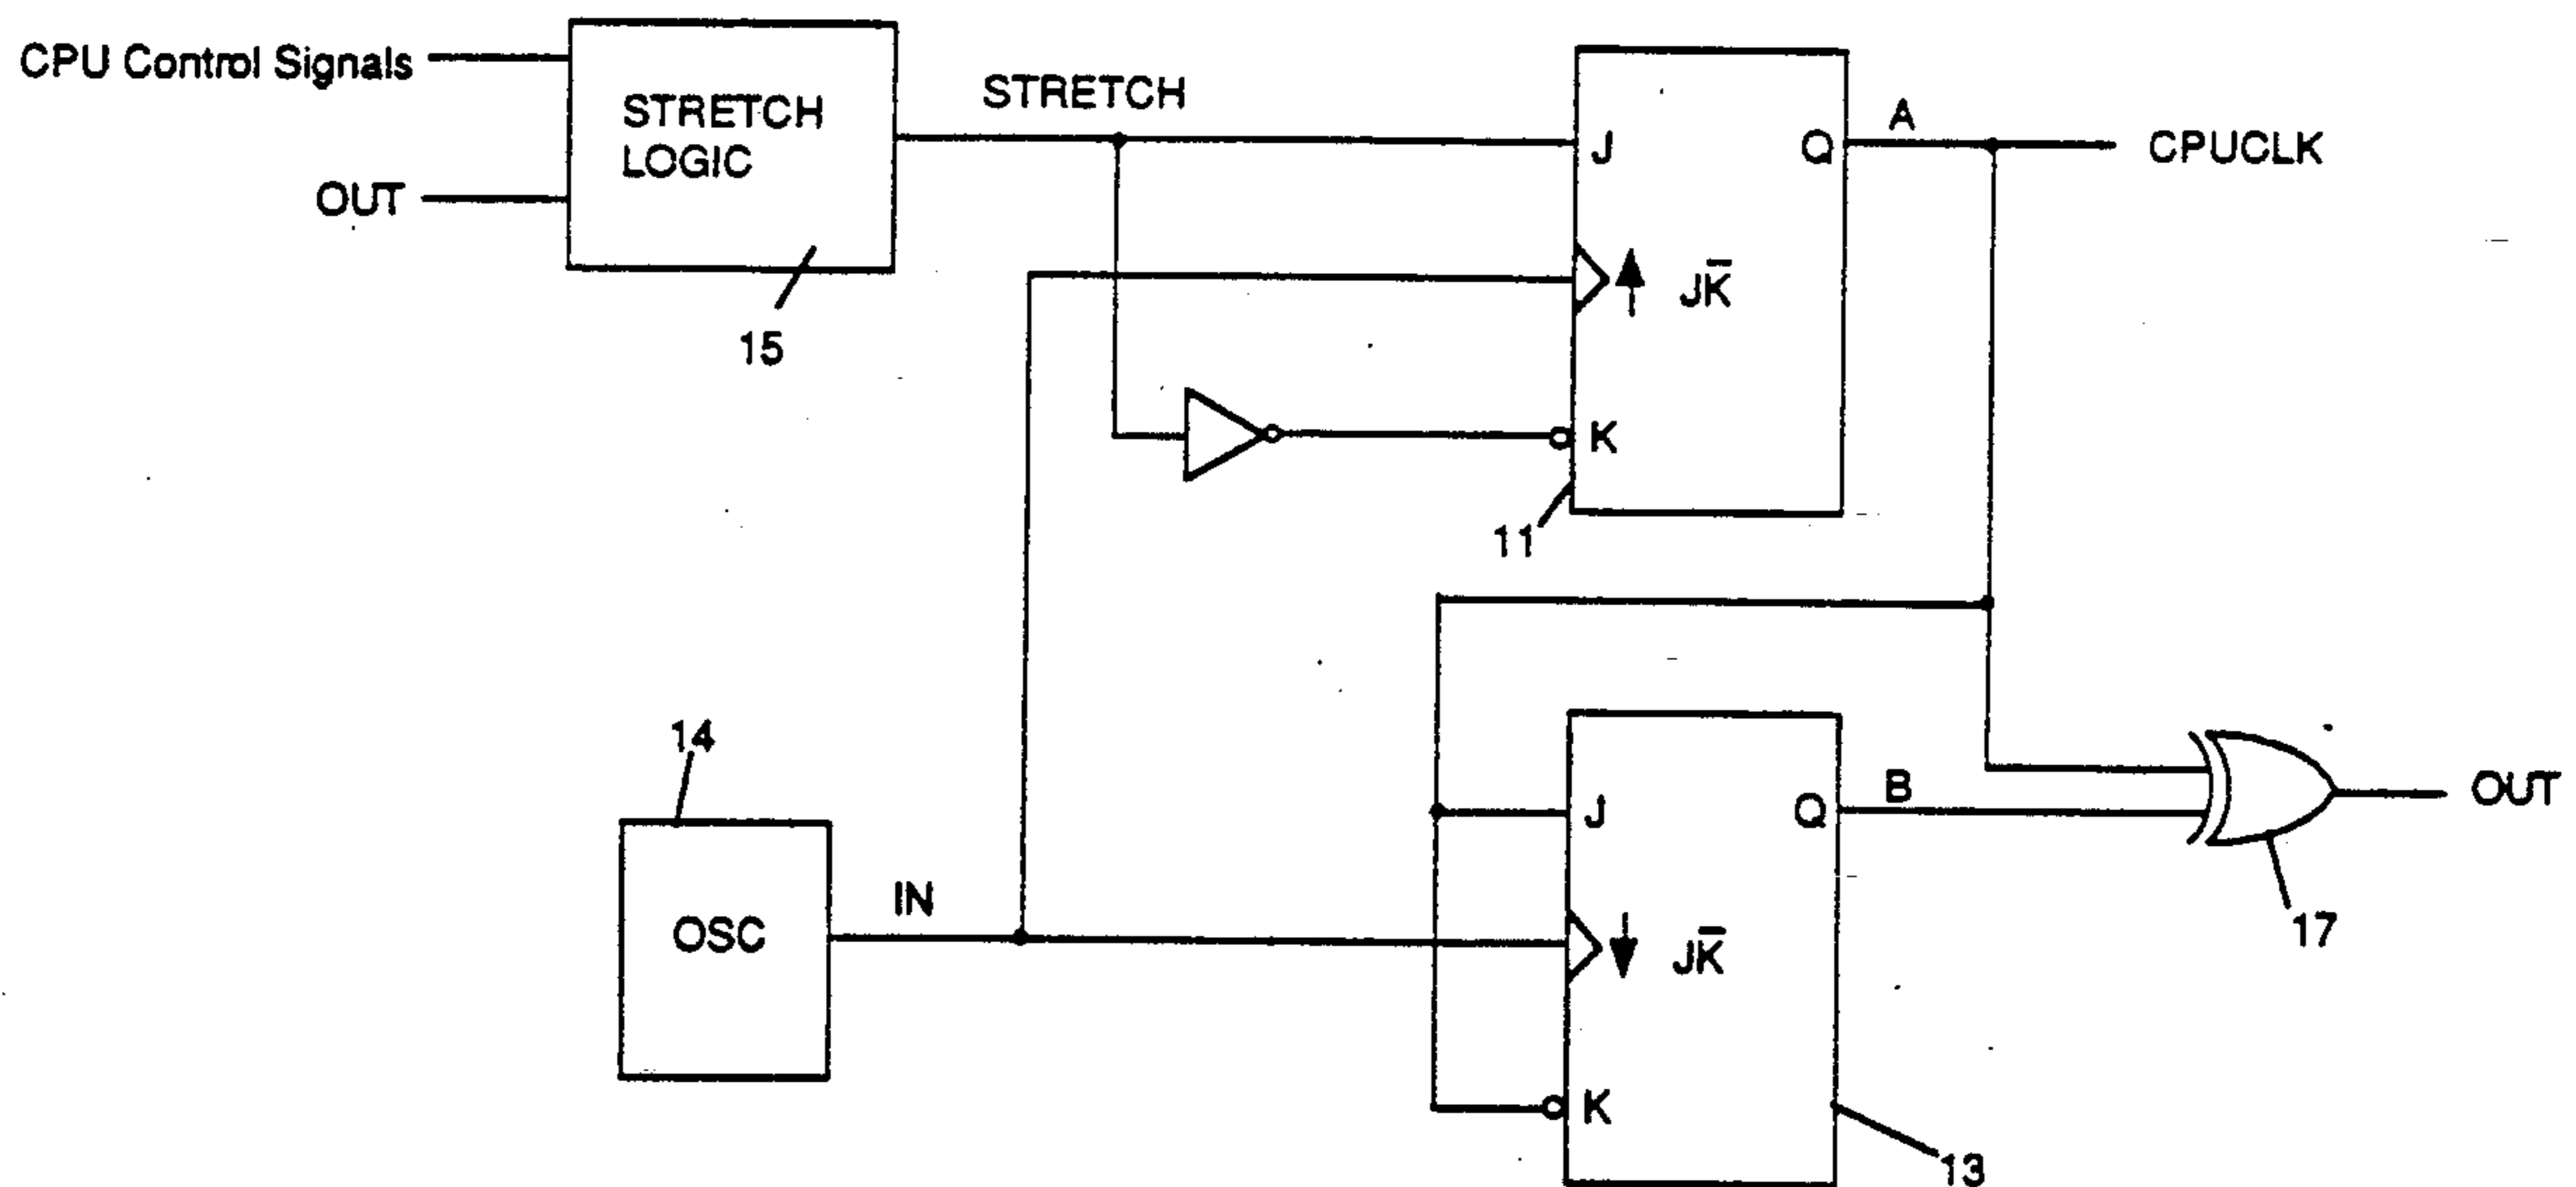 CPU Control Signals
OUT
STRETCH
LOGIC
15
STRETCH
J
Q
JK̅
K
11
A
CPUCLK
14
OSC
IN
J
Q
JK̅
K
13
B
17
OUT